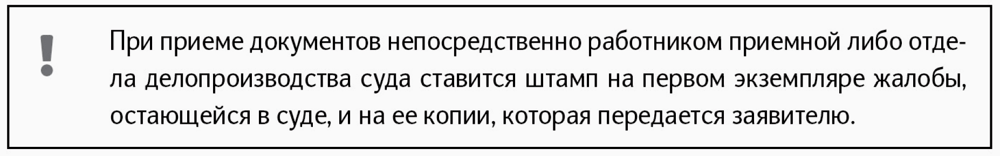 При приеме документов непосредственно работником приемной либо отде-
ла делопроизводства суда ставится штамп на первом экземпляре жалобы,
остающейся в суде, и на ее копии, которая передается заявителю.